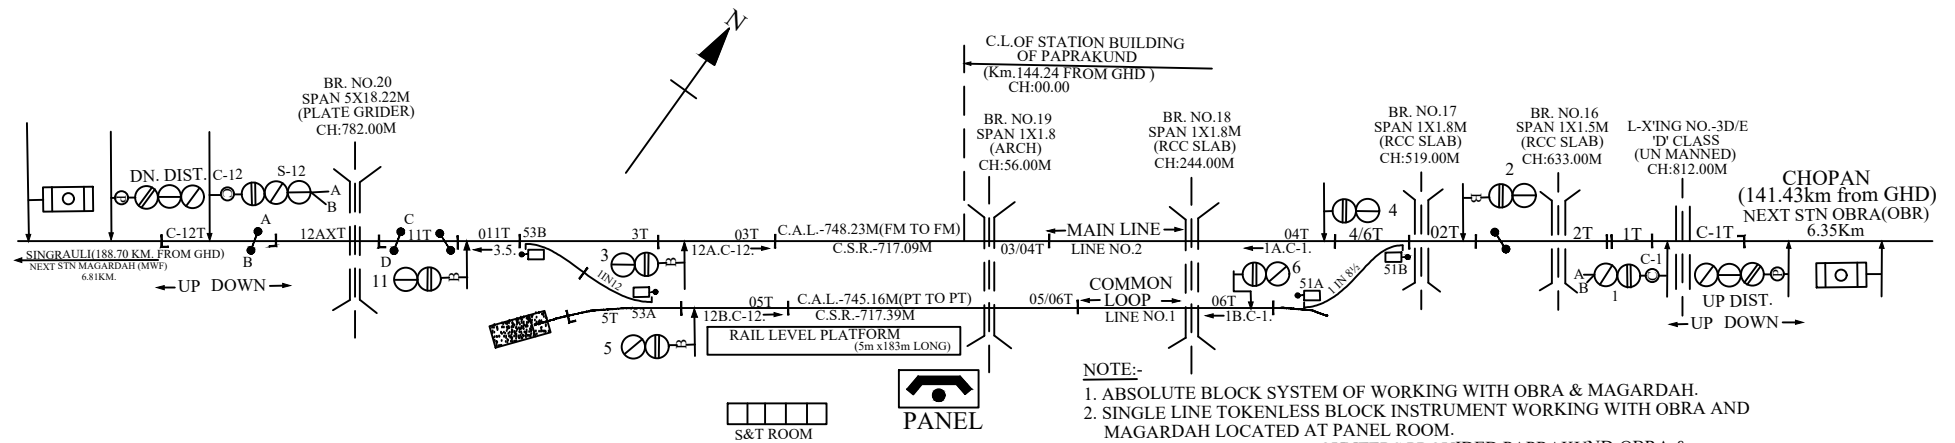 N
C.L.OF STATION BUILDING
OF PAPRAKUND
(Km.144.24 FROM GHD )
CH:00.00
BR. NO.20
SPAN 5X18.22M
(PLATE GRIDER)
CH:782.00M
BR. NO.19
SPAN 1X1.8
(ARCH)
CH:56.00M
BR. NO.18
SPAN 1X1.8M
(RCC SLAB)
CH:244.00M
BR. NO.17
SPAN 1X1.8M
(RCC SLAB)
CH:519.00M
BR. NO.16
SPAN 1X1.5M
(RCC SLAB)
CH:633.00M
L-X'ING NO.-3D/E
'D' CLASS
(UN MANNED)
CH:812.00M
CHOPAN
(141.43km from GHD)
NEXT STN OBRA(OBR)
6.35Km
DN. DIST.
P
C-12
C
S-12
A
B
2
B
4
C-12T
A
B
12AXT
C
D
11T
011T
53B
3T
03T
C.A.L.-748.23M(FM TO FM)
MAIN LINE
04T
4/6T
02T
2T
1T
C-1T
SINGRAULI(188.70 KM. FROM GHD)
NEXT STN MAGARDAH (MWF)
6.81KM.
3.5.
12A.C-12.
C.S.R.-717.09M
03/04T
LINE NO.2
1A.C-1.
51B
UP DOWN
11
B
1IN12
3
B
6
51A
1 IN 8½
A
B
1
C-1
C
P
UP DIST.
UP DOWN
5T
53A
05T
12B.C-12.
C.A.L.-745.16M(PT TO PT)
C.S.R.-717.39M
05/06T
COMMON
LOOP
LINE NO.1
06T
1B.C-1.
5
B
RAIL LEVEL PLATFORM
(5m x183m LONG)
PANEL
S&T ROOM
NOTE:-
1. ABSOLUTE BLOCK SYSTEM OF WORKING WITH OBRA & MAGARDAH.
2. SINGLE LINE TOKENLESS BLOCK INSTRUMENT WORKING WITH OBRA AND
MAGARDAH LOCATED AT PANEL ROOM.